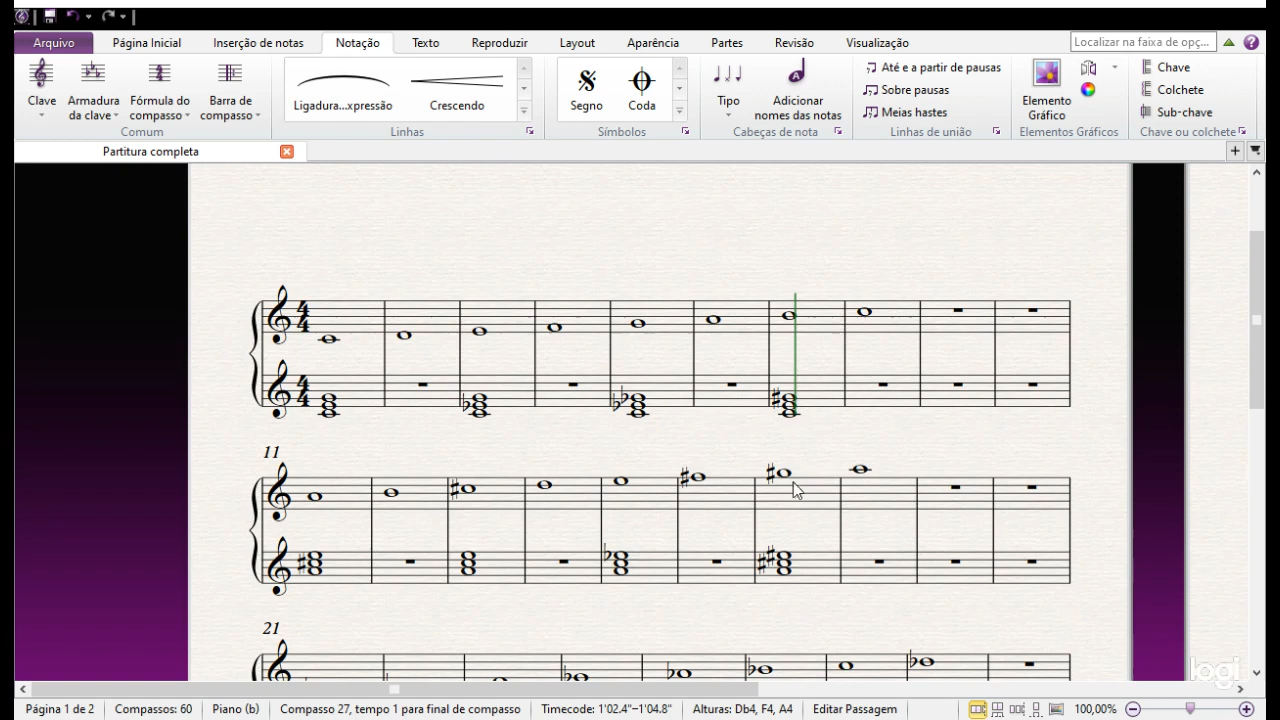 Arquivo Página Inicial Inserção de notas Notação Texto Reproduzir Layout Aparência Partes Revisão Visualização Localizar na faixa de opç...
Clave Armadura da clave Fórmula do compasso Barra de compasso
Comum
Ligadura...xpressão Crescendo
Linhas
Segno Coda
Símbolos
Tipo Adicionar nomes das notas
Cabeças de nota
Até e a partir de pausas
Sobre pausas
Meias hastes
Linhas de união
Elemento Gráfico
Elementos Gráficos
Chave
Colchete
Sub-chave
Chave ou colchete
Partitura completa
11
21
logi
Página 1 de 2 Compassos: 60 Piano (b) Compasso 27, tempo 1 para final de compasso Timecode: 1'02.4"-1'04.8" Alturas: Db4, F4, A4 Editar Passagem 100,00%